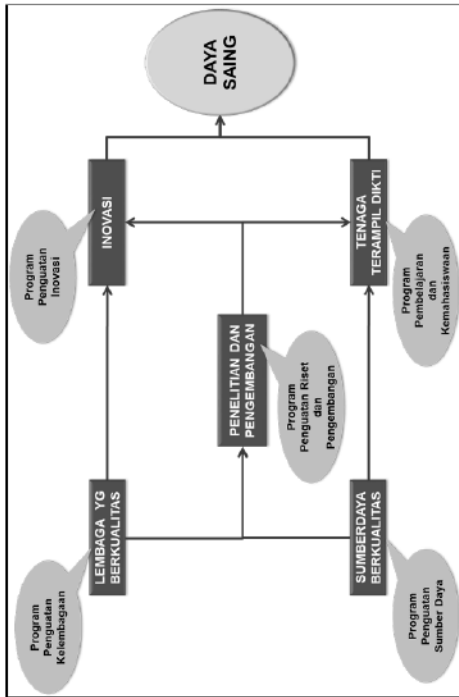 Program
Penguatan
Kelembagaan
LEMBAGA YG
BERKUALITAS
Program
Penguatan
Inovasi
INOVASI
DAYA
SAING
PENELITIAN DAN
PENGEMBANGAN
Program
Penguatan Riset
dan
Pengembangan
SUMBERDAYA
BERKUALITAS
Program
Penguatan
Sumber Daya
TENAGA
TERAMPIL DIKTI
Program
Pembelajaran
dan
Kemahasiswaan